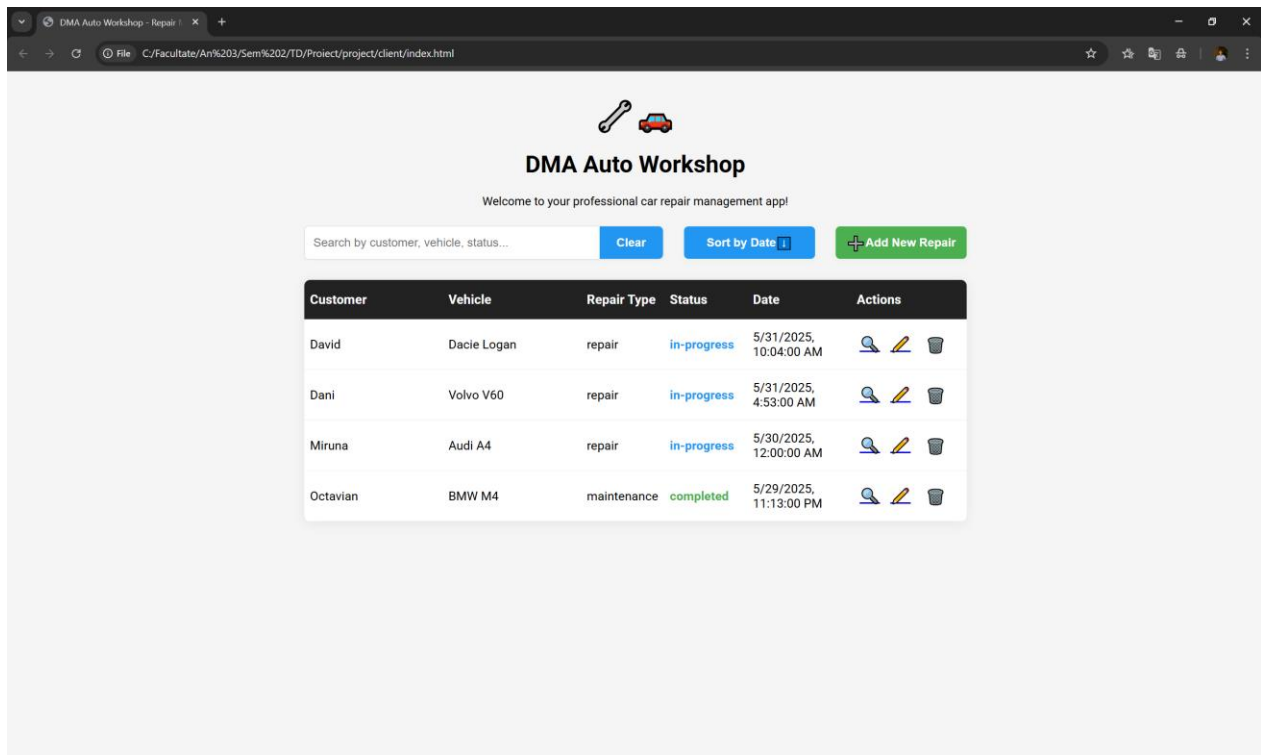 DMA Auto Workshop - Repair
File C:/Facultate/An%203/Sem%202/TD/Proiect/project/client/index.html
DMA Auto Workshop
Welcome to your professional car repair management app!
Search by customer, vehicle, status... Clear Sort by Date Add New Repair
Customer Vehicle Repair Type Status Date Actions
David Dacie Logan repair in-progress 5/31/2025,
10:04:00 AM
Dani Volvo V60 repair in-progress 5/31/2025,
4:53:00 AM
Miruna Audi A4 repair in-progress 5/30/2025,
12:00:00 AM
Octavian BMW M4 maintenance completed 5/29/2025,
11:13:00 PM